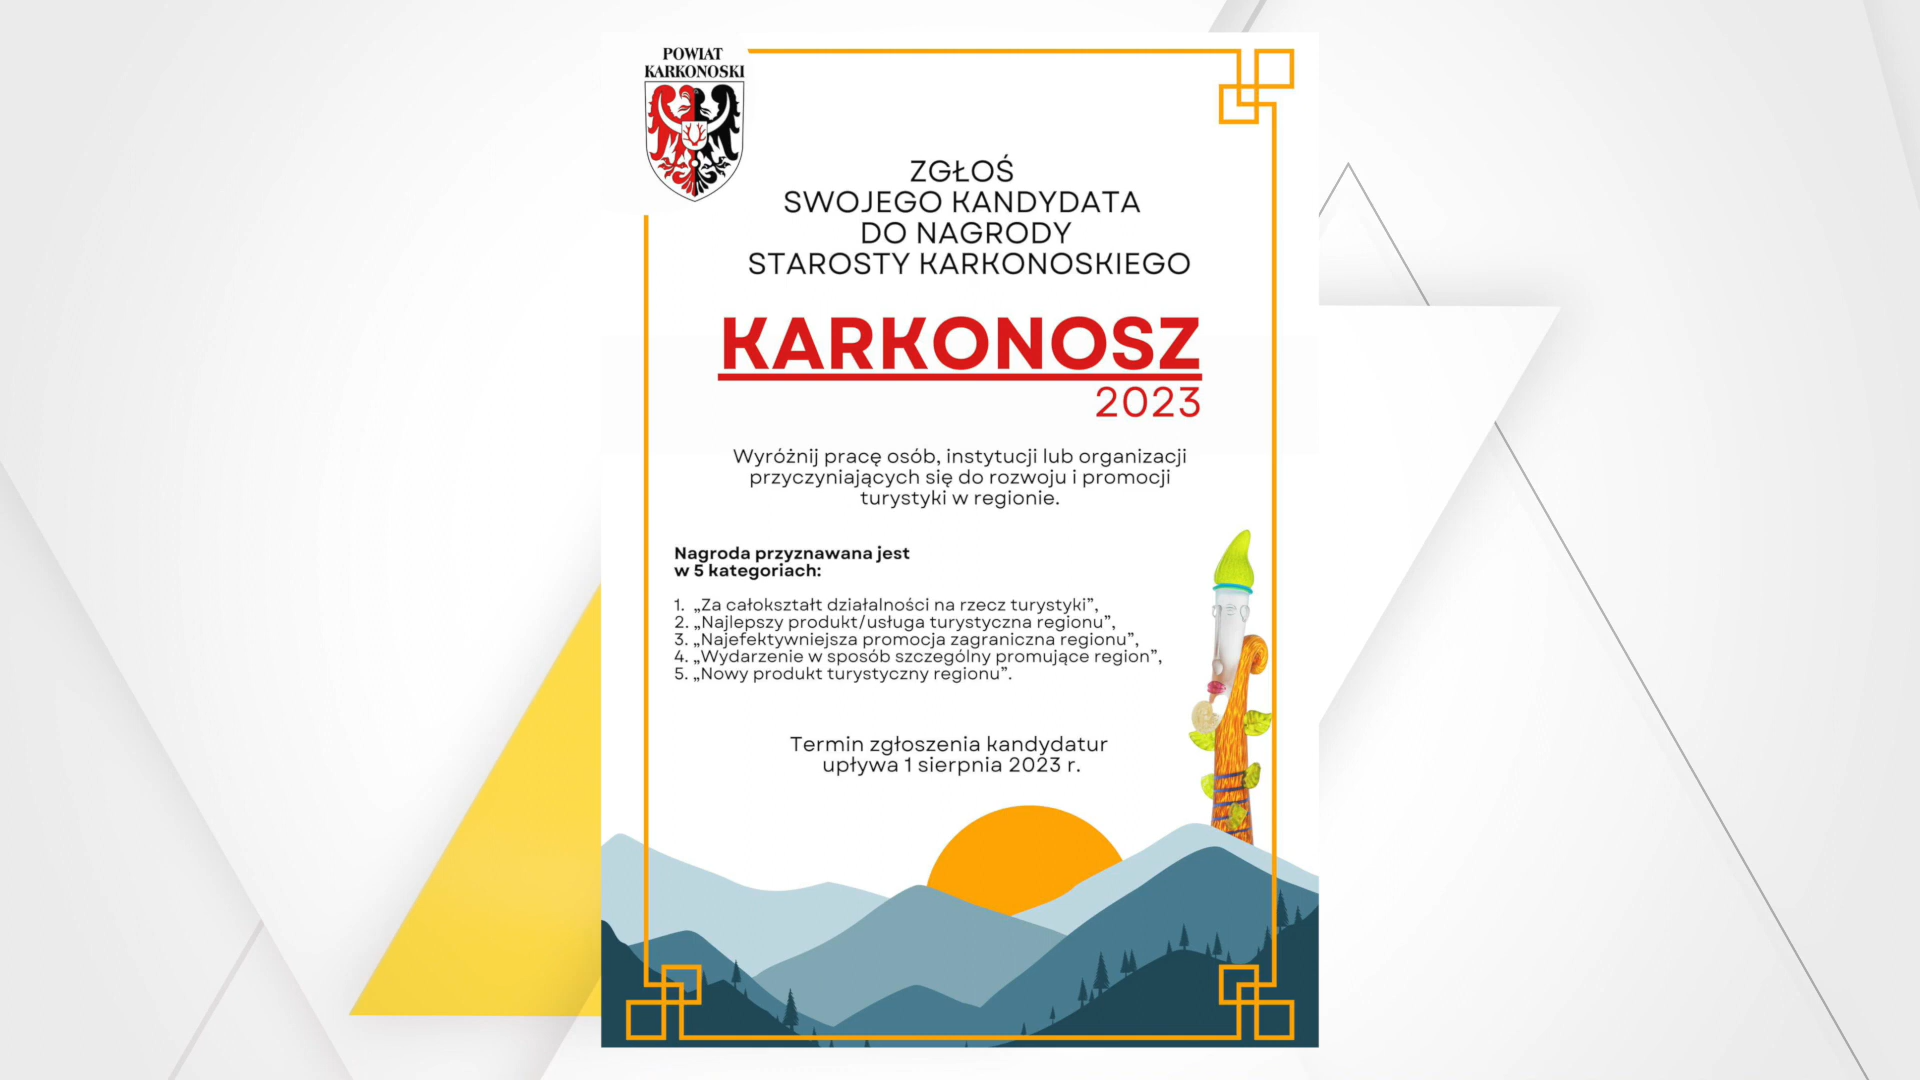 POWIAT
KARKONOSKI
ZGŁOŚ
SWOJEGO KANDYDATA
DO NAGRODY
STAROSTY KARKONOSKIEGO
KARKONOSZ
2023
Wyróżnij pracę osób, instytucji lub organizacji
przyczyniających się do rozwoju i promocji
turystyki w regionie.
Nagroda przyznawana jest
w 5 kategoriach:
1. „Za całokształt działalności na rzecz turystyki”,
2. „Najlepszy produkt/usługa turystyczna regionu”,
3. „Najefektywniejsza promocja zagraniczna regionu”,
4. „Wydarzenie w sposób szczególny promujące region”,
5. „Nowy produkt turystyczny regionu”.
Termin zgłoszenia kandydatur
upływa 1 sierpnia 2023 r.